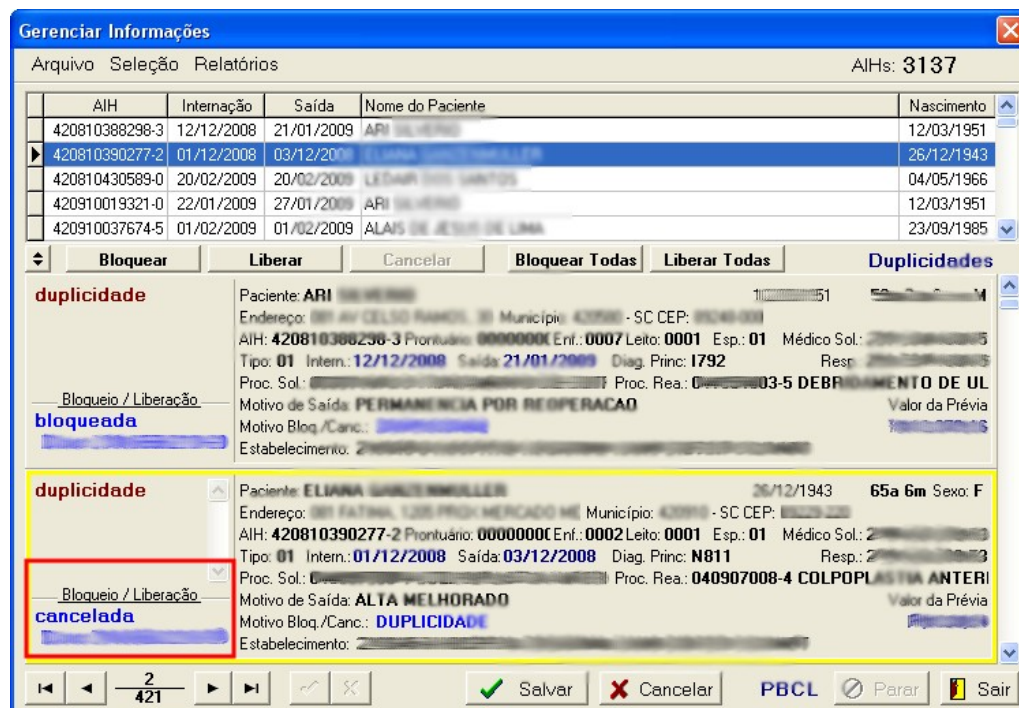 Gerenciar Informações
Arquivo Seleção Relatórios AIHs: 3137
AIH Internação Saída Nome do Paciente Nascimento
420810388298-3 12/12/2008 21/01/2009 ARI 12/03/1951
420810390277-2 01/12/2008 03/12/2008 ELIANA 26/12/1943
420810430589-0 20/02/2009 20/02/2009 04/05/1966
420910019321-0 22/01/2009 27/01/2009 ARI 12/03/1951
420910037674-5 01/02/2009 01/02/2009 ALAIS 23/09/1985
Bloquear Liberar Cancelar Bloquear Todas Liberar Todas Duplicidades
duplicidade
Paciente: ARI 51 M
Endereço: Município: - SC CEP:
AIH: 420810388298-3 Prontuário: Enf.: 0007 Leito: 0001 Esp.: 01 Médico Sol.: 5
Tipo: 01 Intern.: 12/12/2008 Saída: 21/01/2009 Diag. Princ: I792 Resp
Proc. Sol.: Proc. Rea.: 03-5 DEBRIDAMENTO DE UL
Bloqueio / Liberação
bloqueada
Motivo de Saída: PERMANENCIA POR REOPERACAO Valor da Prévia
Motivo Bloq./Canc.:
Estabelecimento:
duplicidade
Paciente: ELIANA 26/12/1943 65a 6m Sexo: F
Endereço: Município: - SC CEP:
AIH: 420810390277-2 Prontuário: 0000000( Enf.: 0002 Leito: 0001 Esp.: 01 Médico Sol.: 2
Tipo: 01 Intern.: 01/12/2008 Saída: 03/12/2008 Diag. Princ: N811 Resp.: 2
Proc. Sol.: Proc. Rea.: 040907008-4 COLPOPLASTIA ANTERI
Bloqueio / Liberação
cancelada
Motivo de Saída: ALTA MELHORADO Valor da Prévia
Motivo Bloq./Canc.: DUPLICIDADE
Estabelecimento:
2
421
Salvar Cancelar PBCL Parar Sair